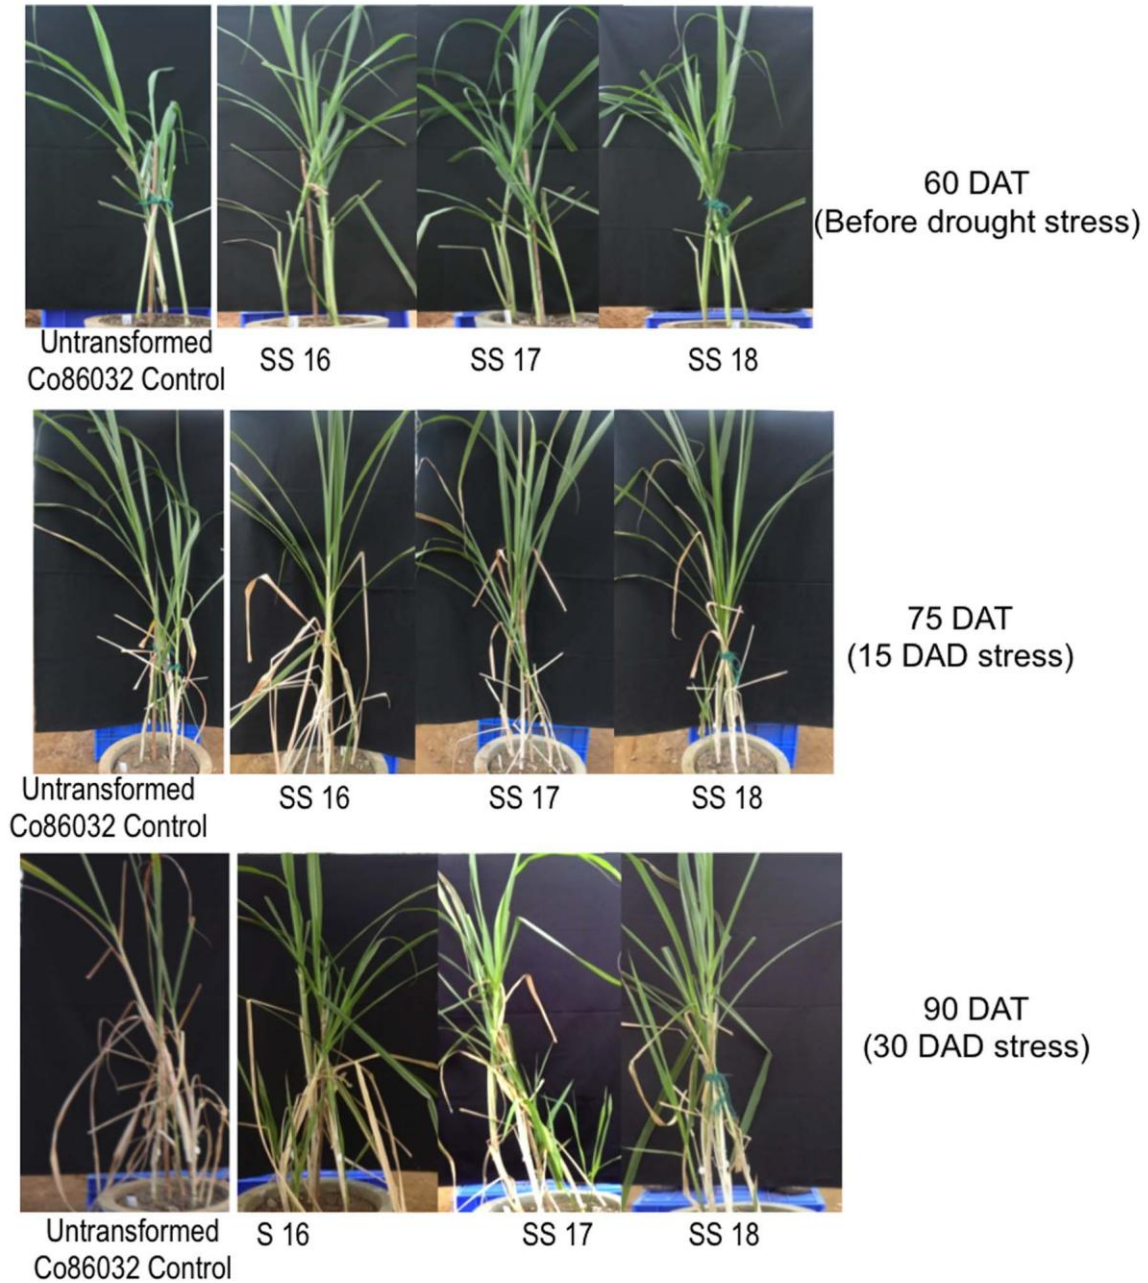 60 DAT
(Before drought stress)
Untransformed
Co86032 Control
SS 16
SS 17
SS 18
75 DAT
(15 DAD stress)
Untransformed
Co86032 Control
SS 16
SS 17
SS 18
90 DAT
(30 DAD stress)
Untransformed
Co86032 Control
S 16
SS 17
SS 18